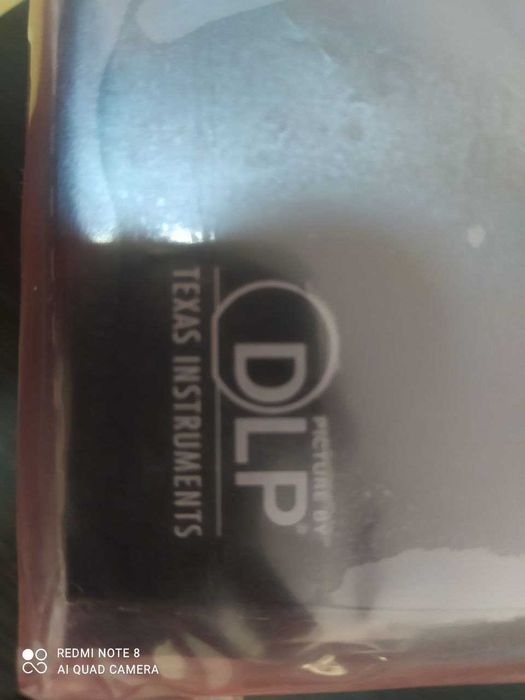 PICTURE BY
DLP®
TEXAS INSTRUMENTS
REDMI NOTE 8
AI QUAD CAMERA